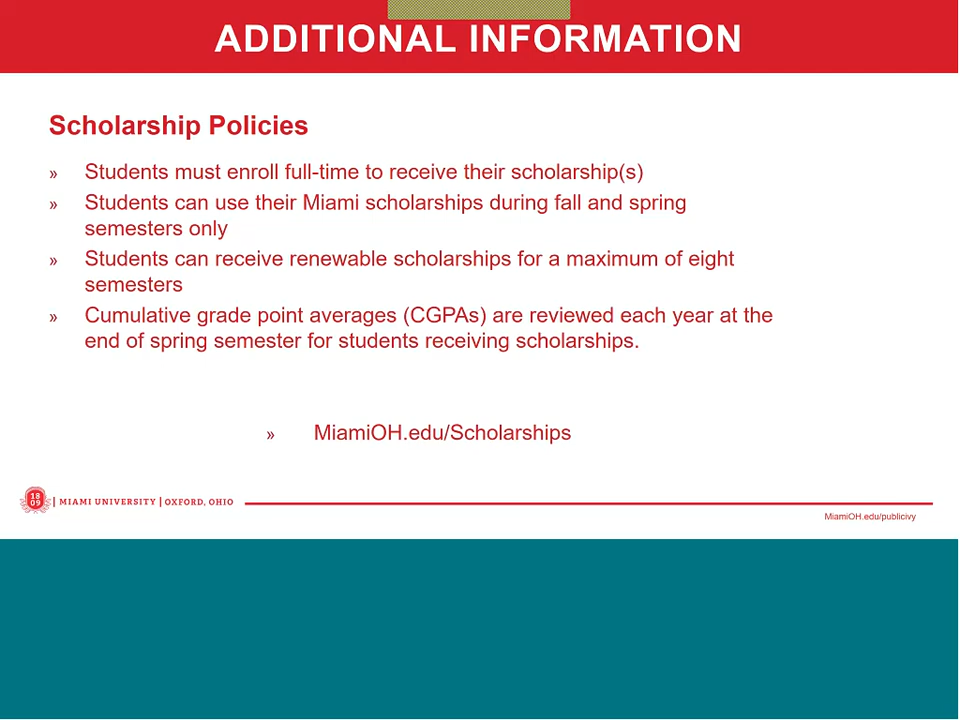 ADDITIONAL INFORMATION
Scholarship Policies
» Students must enroll full-time to receive their scholarship(s)
» Students can use their Miami scholarships during fall and spring
semesters only
» Students can receive renewable scholarships for a maximum of eight
semesters
» Cumulative grade point averages (CGPAs) are reviewed each year at the
end of spring semester for students receiving scholarships.
» MiamiOH.edu/Scholarships
18
09
MIAMI UNIVERSITY | OXFORD, OHIO
MiamiOH.edu/publicivy